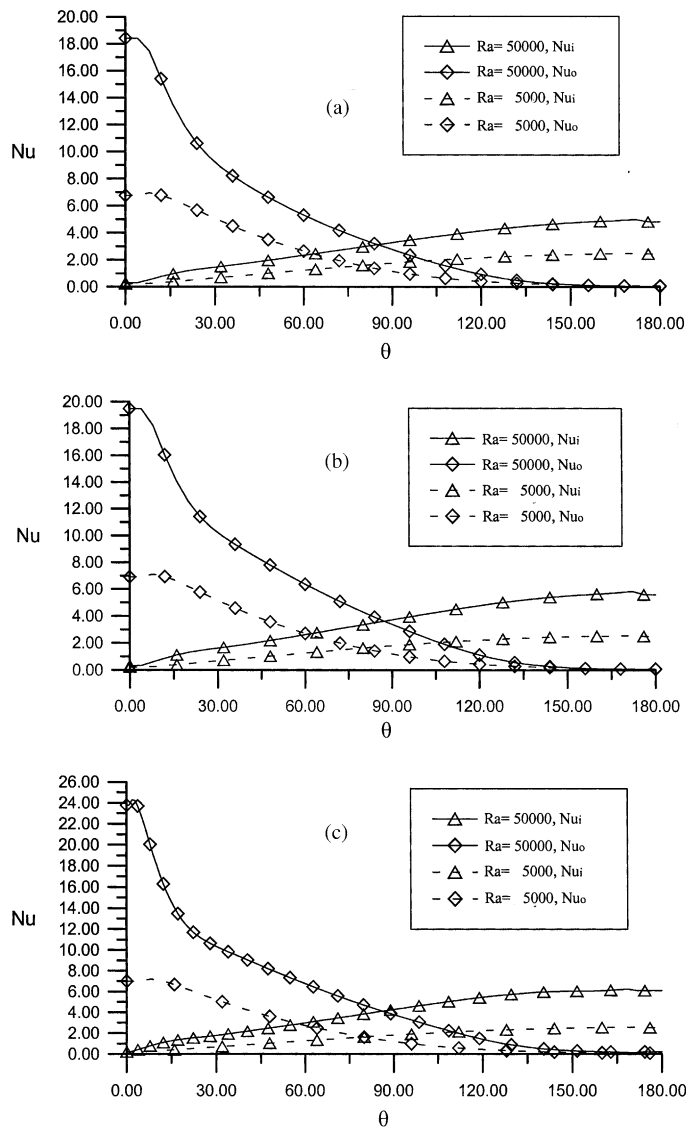 20.00
18.00
16.00
14.00
12.00
10.00
8.00
6.00
4.00
2.00
0.00
Nu
(a)
Ra= 50000, Nui
Ra= 50000, Nuo
Ra= 5000, Nui
Ra= 5000, Nuo
0.00 30.00 60.00 90.00 120.00 150.00 180.00
θ
20.00
18.00
16.00
14.00
12.00
10.00
8.00
6.00
4.00
2.00
0.00
Nu
(b)
Ra= 50000, Nui
Ra= 50000, Nuo
Ra= 5000, Nui
Ra= 5000, Nuo
0.00 30.00 60.00 90.00 120.00 150.00 180.00
θ
26.00
24.00
22.00
20.00
18.00
16.00
14.00
12.00
10.00
8.00
6.00
4.00
2.00
0.00
Nu
(c)
Ra= 50000, Nui
Ra= 50000, Nuo
Ra= 5000, Nui
Ra= 5000, Nuo
0.00 30.00 60.00 90.00 120.00 150.00 180.00
θ